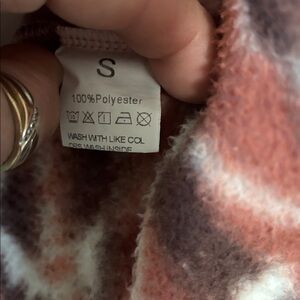 S
100%Polyester
WASH WITH LIKE COL
WASH INSIDE